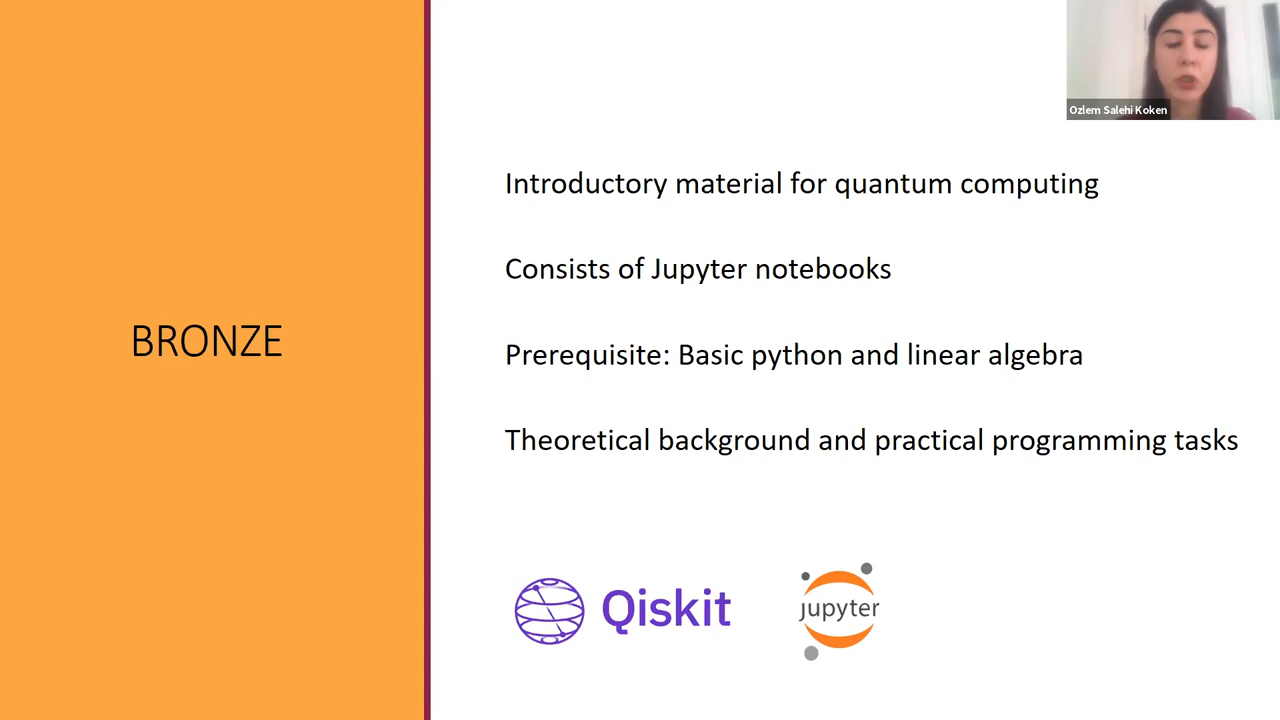 Ozlem Salehi Koken
Introductory material for quantum computing
Consists of Jupyter notebooks
BRONZE
Prerequisite: Basic python and linear algebra
Theoretical background and practical programming tasks
Qiskit
jupyter